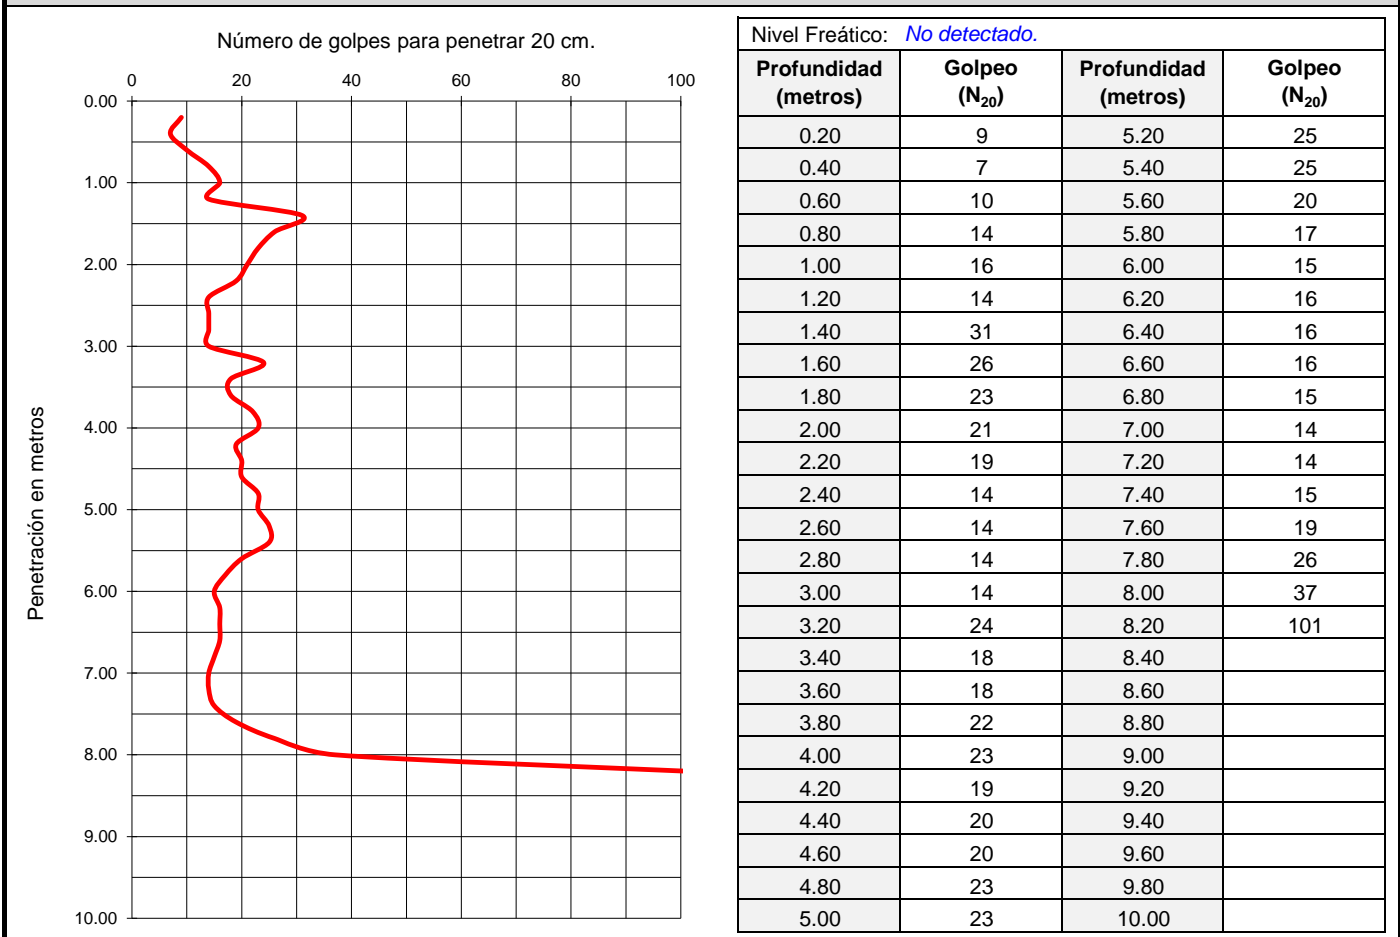 Número de golpes para penetrar 20 cm.
0 20 40 60 80 100
0.00
1.00
2.00
3.00
4.00
5.00
6.00
7.00
8.00
9.00
10.00
Penetración en metros
Nivel Freático: No detectado.
Profundidad (metros) Golpeo (N20) Profundidad (metros) Golpeo (N20)
0.20 9 5.20 25
0.40 7 5.40 25
0.60 10 5.60 20
0.80 14 5.80 17
1.00 16 6.00 15
1.20 14 6.20 16
1.40 31 6.40 16
1.60 26 6.60 16
1.80 23 6.80 15
2.00 21 7.00 14
2.20 19 7.20 14
2.40 14 7.40 15
2.60 14 7.60 19
2.80 14 7.80 26
3.00 14 8.00 37
3.20 24 8.20 101
3.40 18 8.40
3.60 18 8.60
3.80 22 8.80
4.00 23 9.00
4.20 19 9.20
4.40 20 9.40
4.60 20 9.60
4.80 23 9.80
5.00 23 10.00